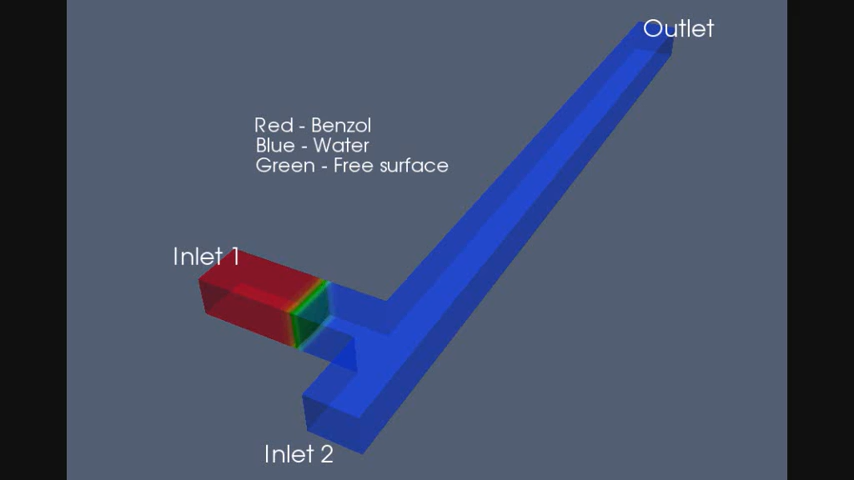 Outlet
Red - Benzol
Blue - Water
Green - Free surface
Inlet 1
Inlet 2